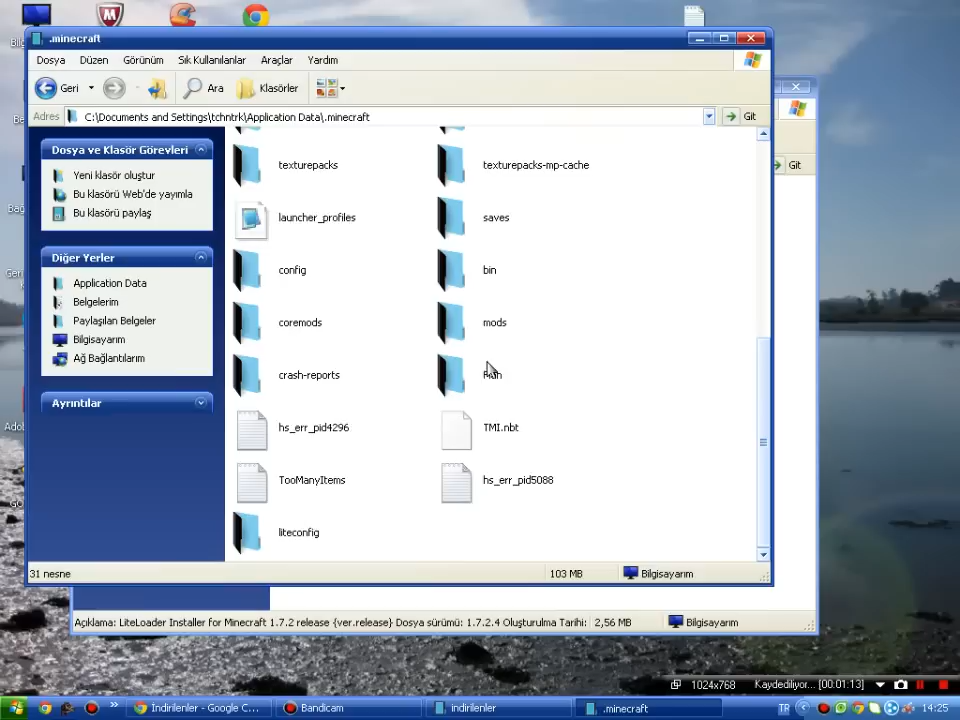 .minecraft
Dosya Düzen Görünüm Sık Kullanılanlar Araçlar Yardım
Geri Ara Klasörler
Adres C:\Documents and Settings\tchntrk\Application Data\.minecraft Git
Git
Dosya ve Klasör Görevleri
Yeni klasör oluştur
Bu klasörü Web'de yayımla
Bu klasörü paylaş
Diğer Yerler
Application Data
Belgelerim
Paylaşılan Belgeler
Bilgisayarım
Ağ Bağlantılarım
Ayrıntılar
texturepacks texturepacks-mp-cache
launcher_profiles saves
config bin
coremods mods
crash-reports
hs_err_pid4296 TMI.nbt
TooManyItems hs_err_pid5088
liteconfig
31 nesne 103 MB Bilgisayarım
Açıklama: LiteLoader Installer for Minecraft 1.7.2 release {ver.release} Dosya sürümü: 1.7.2.4 Oluşturulma Tarihi: 2,56 MB Bilgisayarım
1024x768 Kaydediliyor... [00:01:13]
İndirilenler - Google C... Bandicam indirilenler .minecraft TR 14:25